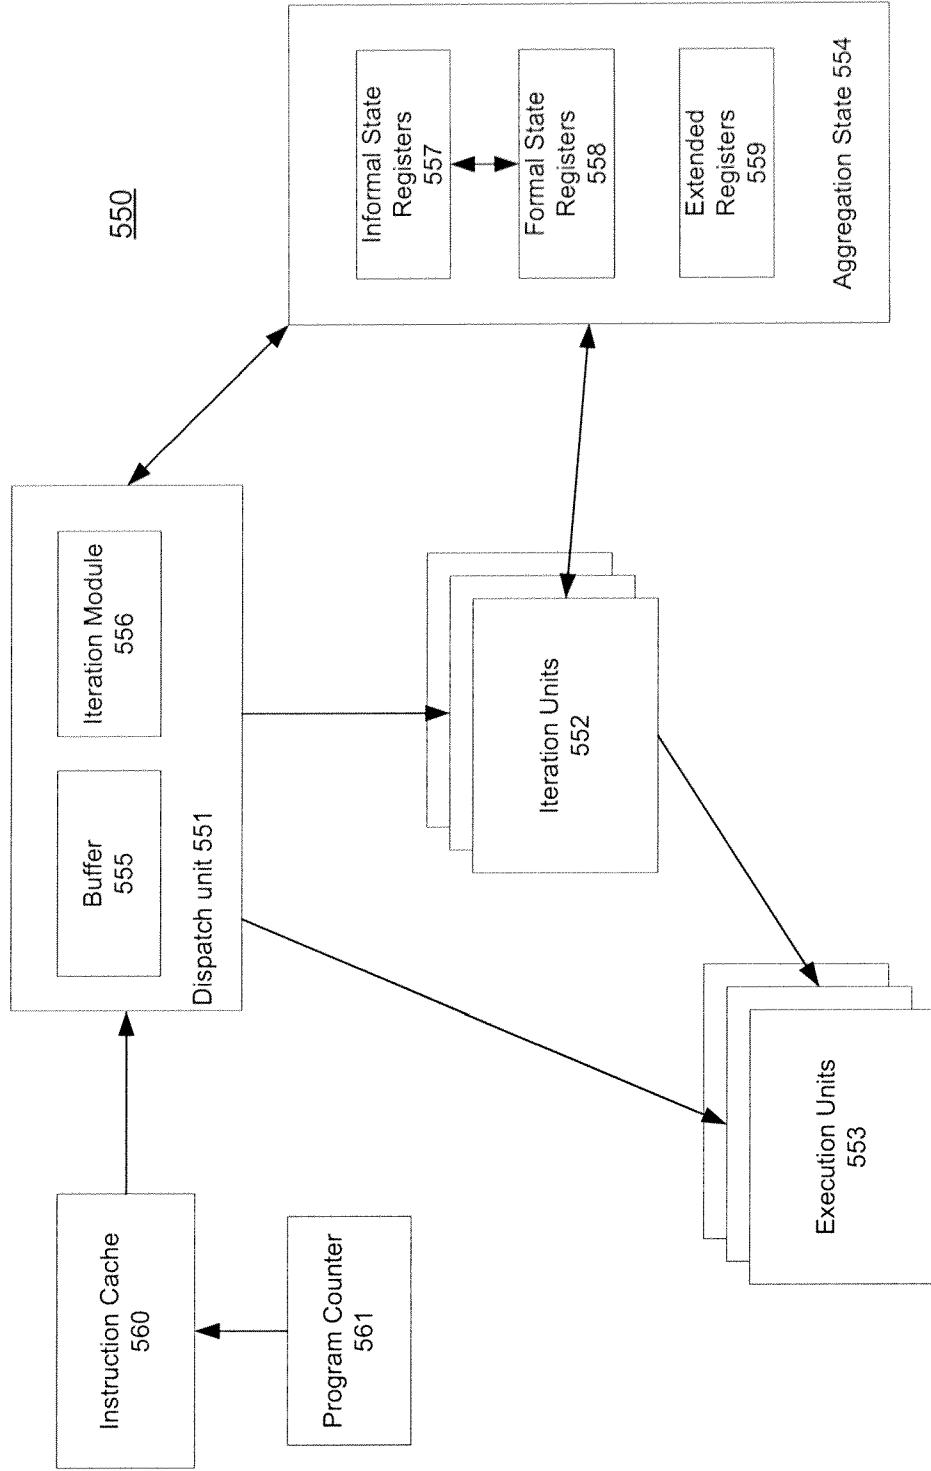 550
Instruction Cache
560
Program Counter
561
Buffer
555
Iteration Module
556
Dispatch unit 551
Iteration Units
552
Execution Units
553
Informal State
Registers
557
Formal State
Registers
558
Extended
Registers
559
Aggregation State 554